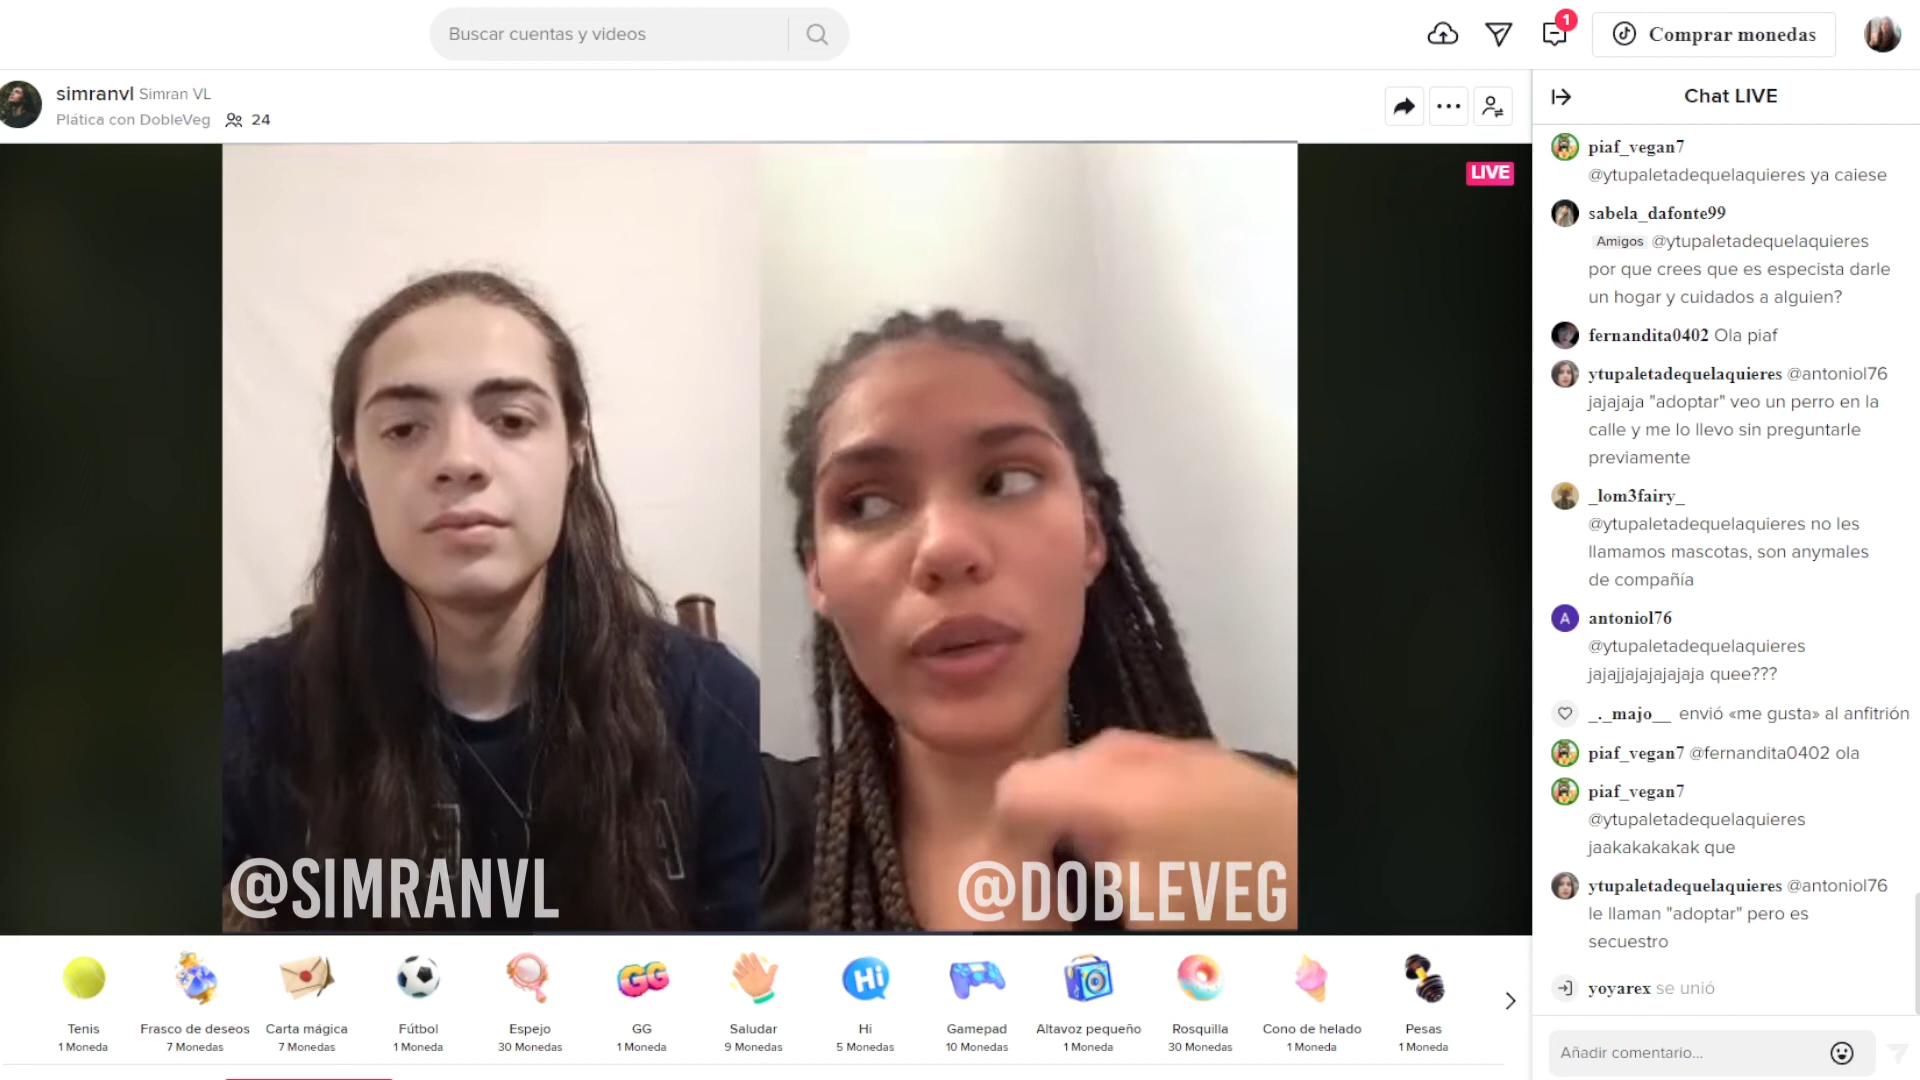 Buscar cuentas y videos
1
Comprar monedas
simranvl Simran VL
Plática con DobleVeg 24
LIVE
@SIMRANVL
@DOBLEVEG
Chat LIVE
piaf_vegan7
@ytupaletadequelaquieres ya caiese
sabela_dafonte99
Amigos @ytupaletadequelaquieres
por que crees que es especista darle
un hogar y cuidados a alguien?
fernandita0402 Ola piaf
ytupaletadequelaquieres @antoniol76
jajajaja "adoptar" veo un perro en la
calle y me lo llevo sin preguntarle
previamente
_lom3fairy_
@ytupaletadequelaquieres no les
llamamos mascotas, son anymales
de compañía
A antoniol76
@ytupaletadequelaquieres
jajajjajajajajaja quee???
_._majo__ envió «me gusta» al anfitrión
piaf_vegan7 @fernandita0402 ola
piaf_vegan7
@ytupaletadequelaquieres
jaakakakakak que
ytupaletadequelaquieres @antoniol76
le llaman "adoptar" pero es
secuestro
yoyarex se unió
Añadir comentario...
GG
Hi
Tenis
1 Moneda
Frasco de deseos
7 Monedas
Carta mágica
7 Monedas
Fútbol
1 Moneda
Espejo
30 Monedas
GG
1 Moneda
Saludar
9 Monedas
Hi
5 Monedas
Gamepad
10 Monedas
Altavoz pequeño
1 Moneda
Rosquilla
30 Monedas
Cono de helado
1 Moneda
Pesas
1 Moneda